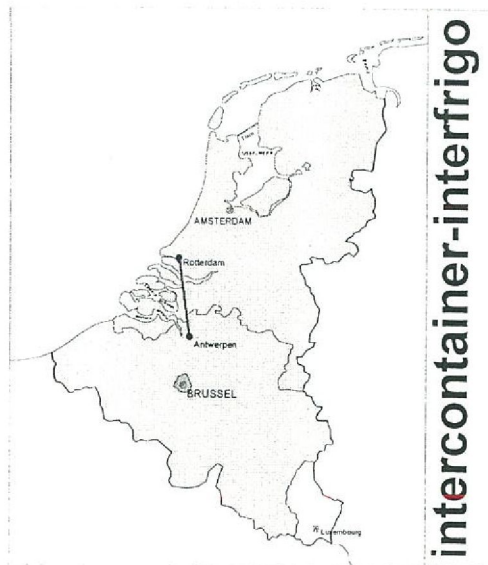 AMSTERDAM
Rotterdam
Antwerpen
BRUSSEL
Luxembourg
intercontainer-interfrigo